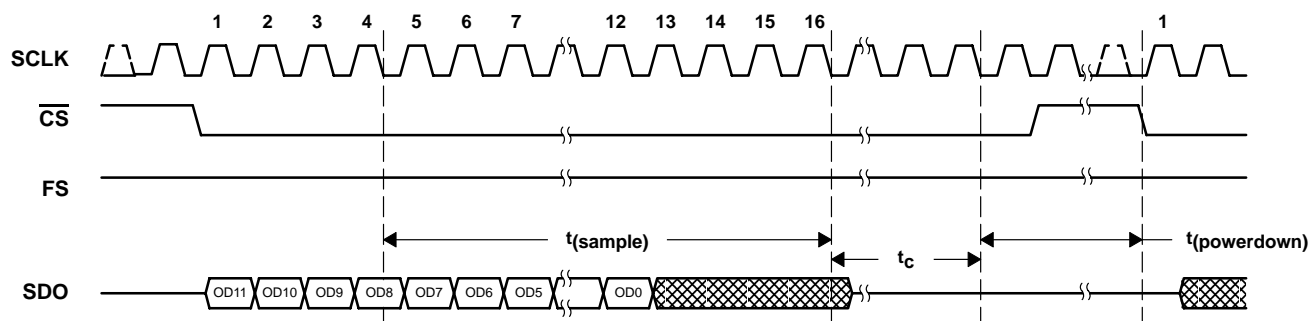 1 2 3 4 5 6 7 12 13 14 15 16 1
SCLK
CS
FS
t(sample) t(powerdown)
tC
SDO OD11 OD10 OD9 OD8 OD7 OD6 OD5 OD0